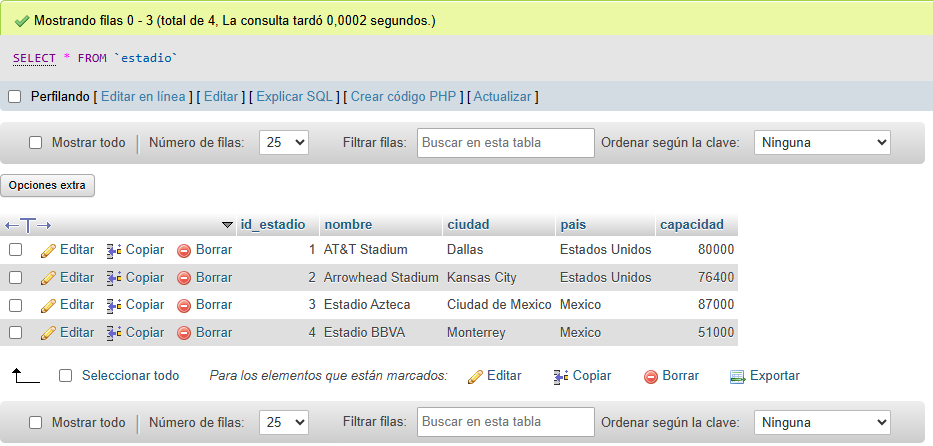 Mostrando filas 0 - 3 (total de 4, La consulta tardó 0,0002 segundos.)
SELECT * FROM `estadio`
Perfilando [ Editar en línea ] [ Editar ] [ Explicar SQL ] [ Crear código PHP ] [ Actualizar ]
Mostrar todo Número de filas: 25 Filtrar filas: Buscar en esta tabla Ordenar según la clave: Ninguna
Opciones extra
←T→ id_estadio nombre ciudad pais capacidad
Editar Copiar Borrar 1 AT&T Stadium Dallas Estados Unidos 80000
Editar Copiar Borrar 2 Arrowhead Stadium Kansas City Estados Unidos 76400
Editar Copiar Borrar 3 Estadio Azteca Ciudad de Mexico Mexico 87000
Editar Copiar Borrar 4 Estadio BBVA Monterrey Mexico 51000
Seleccionar todo Para los elementos que están marcados: Editar Copiar Borrar Exportar
Mostrar todo Número de filas: 25 Filtrar filas: Buscar en esta tabla Ordenar según la clave: Ninguna